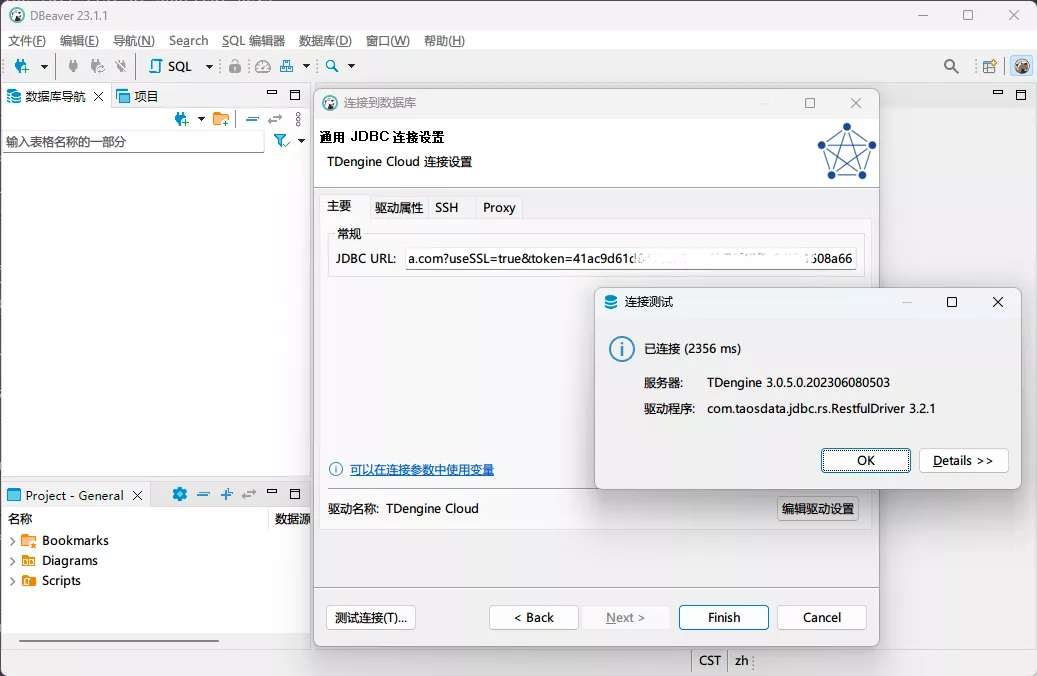 DBeaver 23.1.1
文件(F) 编辑(E) 导航(N) Search SQL 编辑器 数据库(D) 窗口(W) 帮助(H)
SQL
数据库导航 项目
输入表格名称的一部分
连接到数据库
通用 JDBC 连接设置
TDengine Cloud 连接设置
主要 驱动属性 SSH Proxy
常规
JDBC URL: a.com?useSSL=true&token=41ac9d61d 608a66
可以在连接参数中使用变量
驱动名称: TDengine Cloud 编辑驱动设置
测试连接(T)... < Back Next > Finish Cancel
连接测试
已连接 (2356 ms)
服务器: TDengine 3.0.5.0.202306080503
驱动程序: com.taosdata.jdbc.rs.RestfulDriver 3.2.1
OK Details >>
Project - General
名称 数据源
Bookmarks
Diagrams
Scripts
CST zh